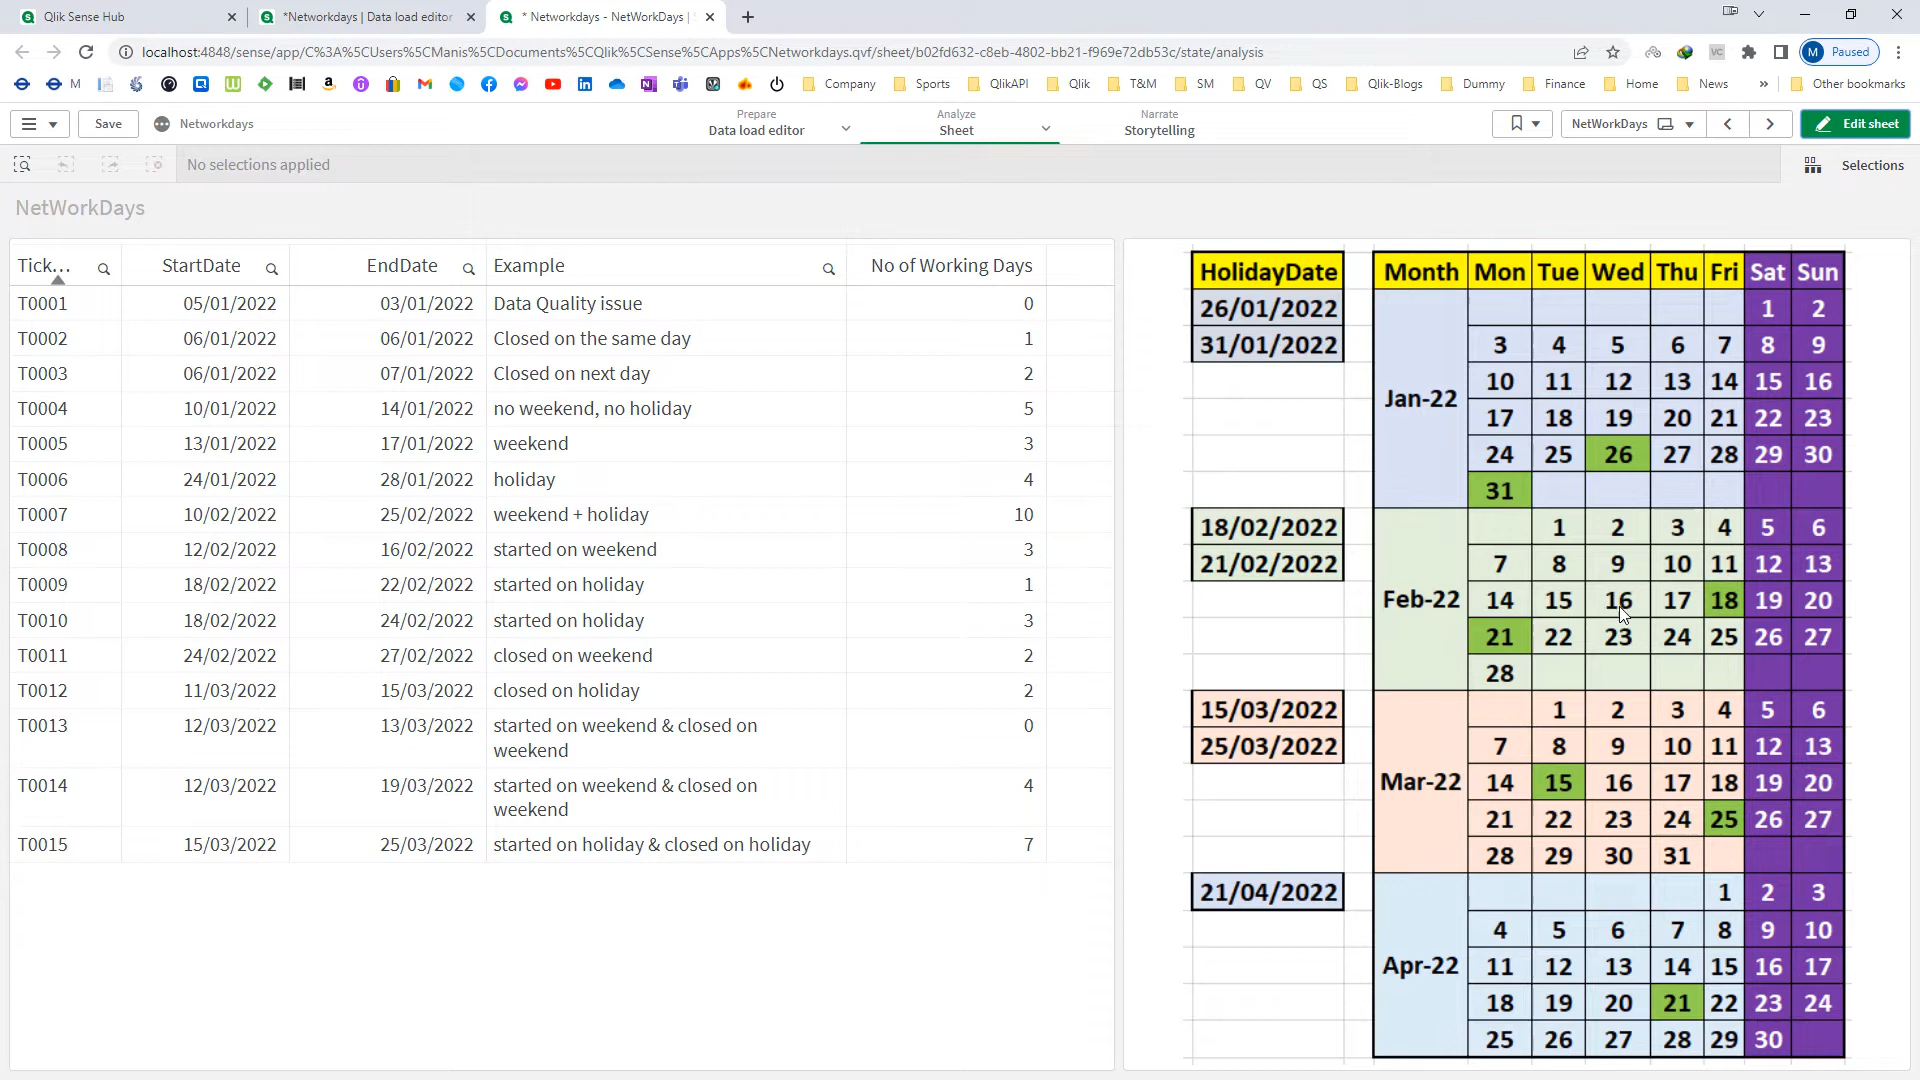 Qlik Sense Hub
*Networkdays | Data load editor
* Networkdays - NetWorkDays |
localhost:4848/sense/app/C%3A%5CUsers%5CManis%5CDocuments%5CQlik%5CSense%5CApps%5CNetworkdays.qvf/sheet/b02fd632-c8eb-4802-bb21-f969e72db53c/state/analysis
M Paused
M Company Sports QlikAPI Qlik T&M SM QV QS Qlik-Blogs Dummy Finance Home News » Other bookmarks
Save Networkdays
Prepare
Data load editor
Analyze
Sheet
Narrate
Storytelling
NetWorkDays
Edit sheet
No selections applied
Selections
NetWorkDays
Tick... StartDate EndDate Example No of Working Days
T0001 05/01/2022 03/01/2022 Data Quality issue 0
T0002 06/01/2022 06/01/2022 Closed on the same day 1
T0003 06/01/2022 07/01/2022 Closed on next day 2
T0004 10/01/2022 14/01/2022 no weekend, no holiday 5
T0005 13/01/2022 17/01/2022 weekend 3
T0006 24/01/2022 28/01/2022 holiday 4
T0007 10/02/2022 25/02/2022 weekend + holiday 10
T0008 12/02/2022 16/02/2022 started on weekend 3
T0009 18/02/2022 22/02/2022 started on holiday 1
T0010 18/02/2022 24/02/2022 started on holiday 3
T0011 24/02/2022 27/02/2022 closed on weekend 2
T0012 11/03/2022 15/03/2022 closed on holiday 2
T0013 12/03/2022 13/03/2022 started on weekend & closed on 0
weekend
T0014 12/03/2022 19/03/2022 started on weekend & closed on 4
weekend
T0015 15/03/2022 25/03/2022 started on holiday & closed on holiday 7
HolidayDate
26/01/2022
31/01/2022
18/02/2022
21/02/2022
15/03/2022
25/03/2022
21/04/2022
Month Mon Tue Wed Thu Fri Sat Sun
Jan-22
1 2
3 4 5 6 7 8 9
10 11 12 13 14 15 16
17 18 19 20 21 22 23
24 25 26 27 28 29 30
31
Feb-22
1 2 3 4 5 6
7 8 9 10 11 12 13
14 15 16 17 18 19 20
21 22 23 24 25 26 27
28
Mar-22
1 2 3 4 5 6
7 8 9 10 11 12 13
14 15 16 17 18 19 20
21 22 23 24 25 26 27
28 29 30 31
Apr-22
1 2 3
4 5 6 7 8 9 10
11 12 13 14 15 16 17
18 19 20 21 22 23 24
25 26 27 28 29 30